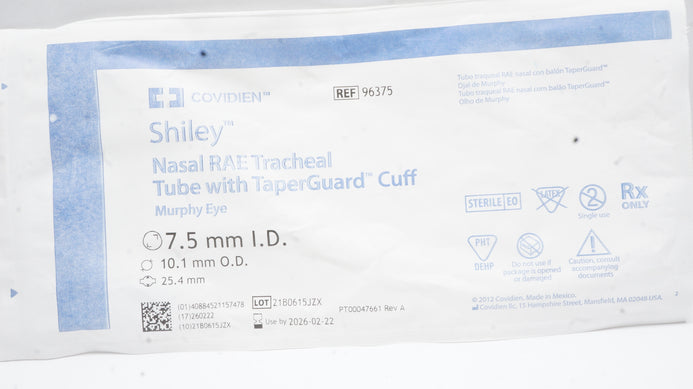 COVIDIEN™
REF 96375
Tubo traqueal RAE nasal con balón TaperGuard™
Ojal de Murphy
Tubo traqueal RAE nasal com balão TaperGuard™
Olho de Murphy
Shiley™
Nasal RAE Tracheal
Tube with TaperGuard™ Cuff
Murphy Eye
7.5 mm I.D.
10.1 mm O.D.
25.4 mm
STERILE EO
LATEX
2
Single use
Rx
ONLY
PHT
DEHP
Do not use if
package is opened
or damaged
Caution, consult
accompanying
documents
(01)40884521157478
(17)260222
(10)21B0615JZX
LOT 21B0615JZX
Use by 2026-02-22
PT00047661 Rev A
© 2012 Covidien. Made in Mexico.
Covidien llc, 15 Hampshire Street, Mansfield, MA 02048 USA.
2